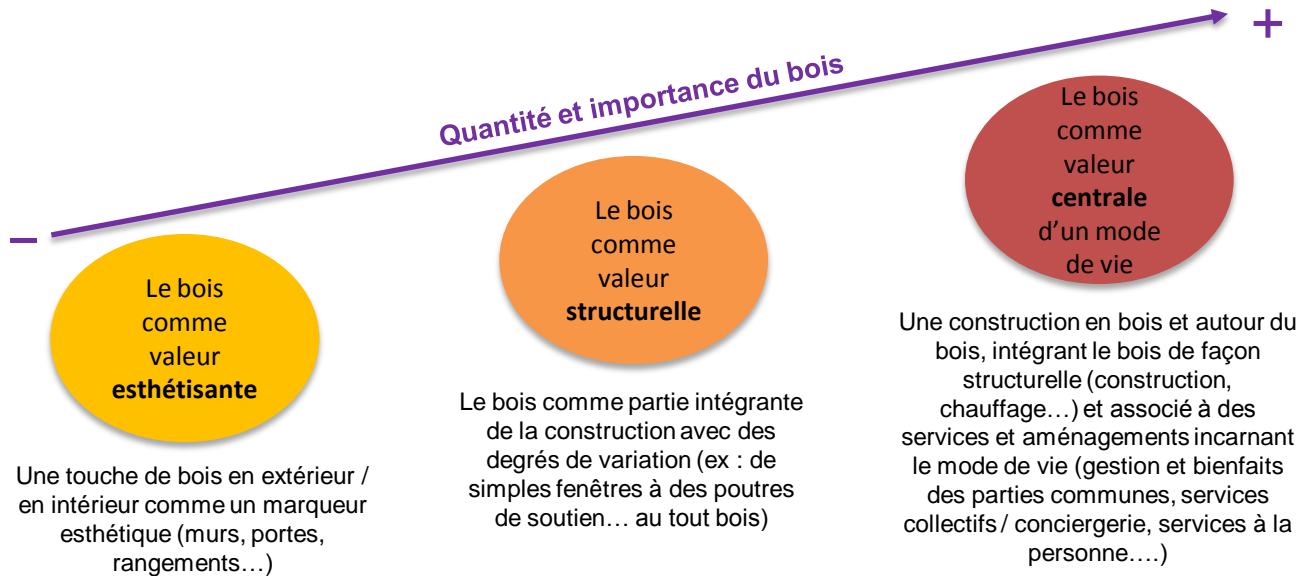 +
Quantité et importance du bois
–
Le bois
comme
valeur
esthétisante
Une touche de bois en extérieur /
en intérieur comme un marqueur
esthétique (murs, portes,
rangements…)
Le bois
comme
valeur
structurelle
Le bois comme partie intégrante
de la construction avec des
degrés de variation (ex : de
simples fenêtres à des poutres
de soutien… au tout bois)
Le bois
comme
valeur
centrale
d’un mode
de vie
Une construction en bois et autour du
bois, intégrant le bois de façon
structurelle (construction,
chauffage…) et associé à des
services et aménagements incarnant
le mode de vie (gestion et bienfaits
des parties communes, services
collectifs / conciergerie, services à la
personne….)